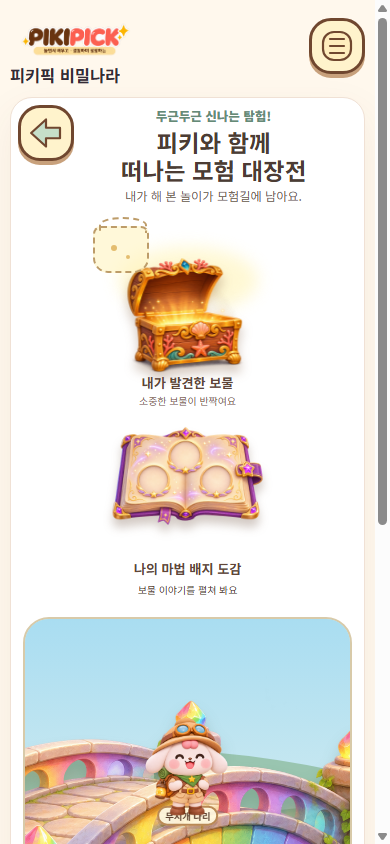 PIKIPICK
피키픽 비밀나라
두근두근 신나는 탐험!
피키와 함께
떠나는 모험 대장전
내가 해 본 놀이가 모험길에 남아요.
내가 발견한 보물
소중한 보물이 반짝여요
나의 마법 배지 도감
보물 이야기를 펼쳐 봐요
무지개 다리